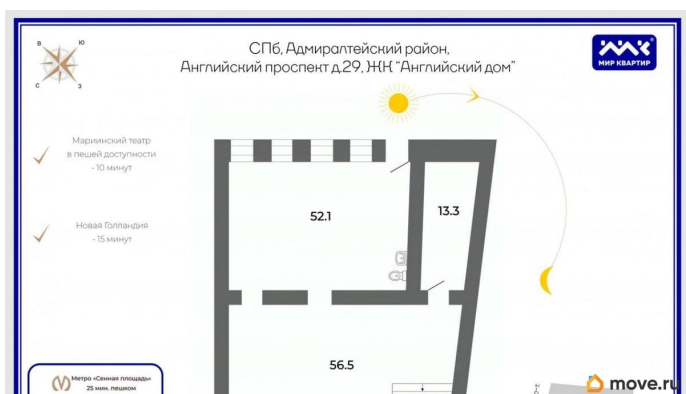 СПб, Адмиралтейский район,
Английский проспект д.29, ЖК "Английский дом"
В
Ю
С
З
МИР КВАРТИР
Мариинский театр
в пешей доступности
- 10 минут
Новая Голландия
- 15 минут
52.1
13.3
56.5
Метро «Сенная площадь»
25 мин. пешком
move.ru